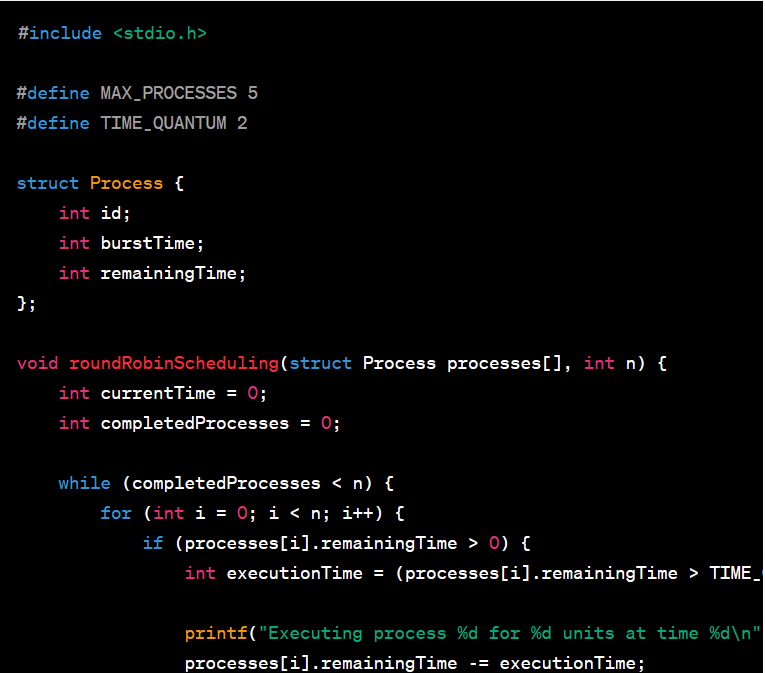 #include <stdio.h>
#define MAX_PROCESSES 5
#define TIME_QUANTUM 2
struct Process {
    int id;
    int burstTime;
    int remainingTime;
};
void roundRobinScheduling(struct Process processes[], int n) {
    int currentTime = 0;
    int completedProcesses = 0;
    while (completedProcesses < n) {
        for (int i = 0; i < n; i++) {
            if (processes[i].remainingTime > 0) {
                int executionTime = (processes[i].remainingTime > TIME_
                printf("Executing process %d for %d units at time %d\n"
                processes[i].remainingTime -= executionTime;